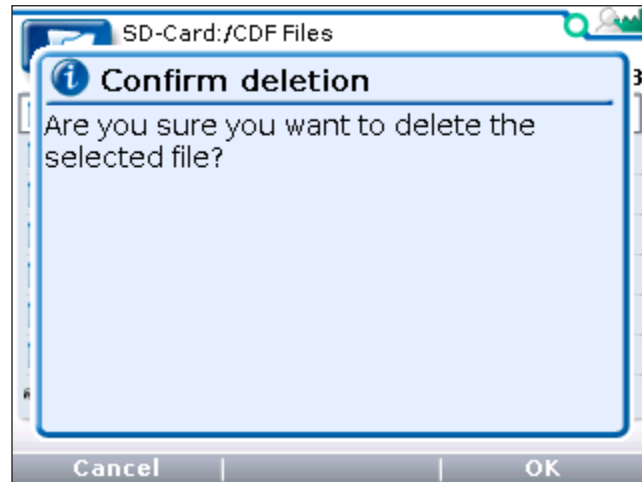 SD-Card:/CDF Files
Confirm deletion
Are you sure you want to delete the
selected file?
Cancel
OK